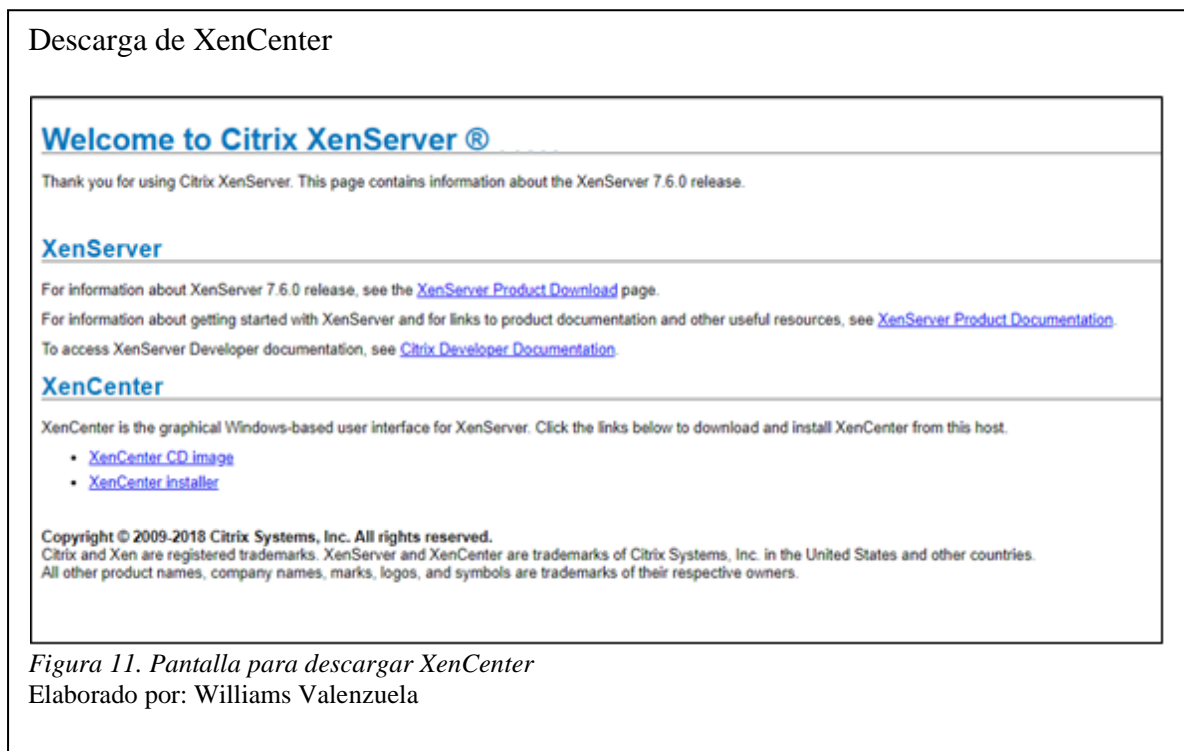 Descarga de XenCenter
Welcome to Citrix XenServer ®
Thank you for using Citrix XenServer. This page contains information about the XenServer 7.6.0 release.
XenServer
For information about XenServer 7.6.0 release, see the XenServer Product Download page.
For information about getting started with XenServer and for links to product documentation and other useful resources, see XenServer Product Documentation.
To access XenServer Developer documentation, see Citrix Developer Documentation.
XenCenter
XenCenter is the graphical Windows-based user interface for XenServer. Click the links below to download and install XenCenter from this host.
• XenCenter CD image
• XenCenter installer
Copyright © 2009-2018 Citrix Systems, Inc. All rights reserved.
Citrix and Xen are registered trademarks. XenServer and XenCenter are trademarks of Citrix Systems, Inc. in the United States and other countries.
All other product names, company names, marks, logos, and symbols are trademarks of their respective owners.
Figura 11. Pantalla para descargar XenCenter
Elaborado por: Williams Valenzuela